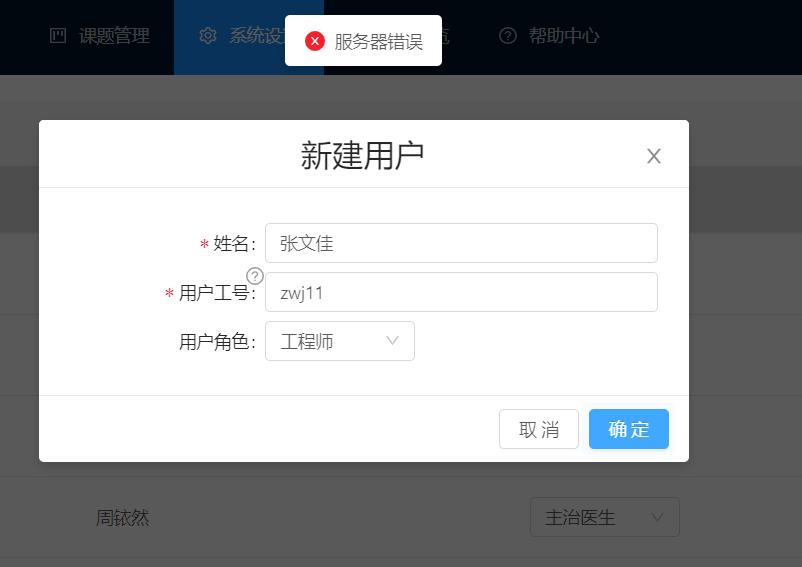 课题管理
系统设
服务器错误
览
帮助中心
新建用户
* 姓名:
张文佳
* 用户工号:
?
zwj11
用户角色:
工程师
取消
确定
周铱然
主治医生